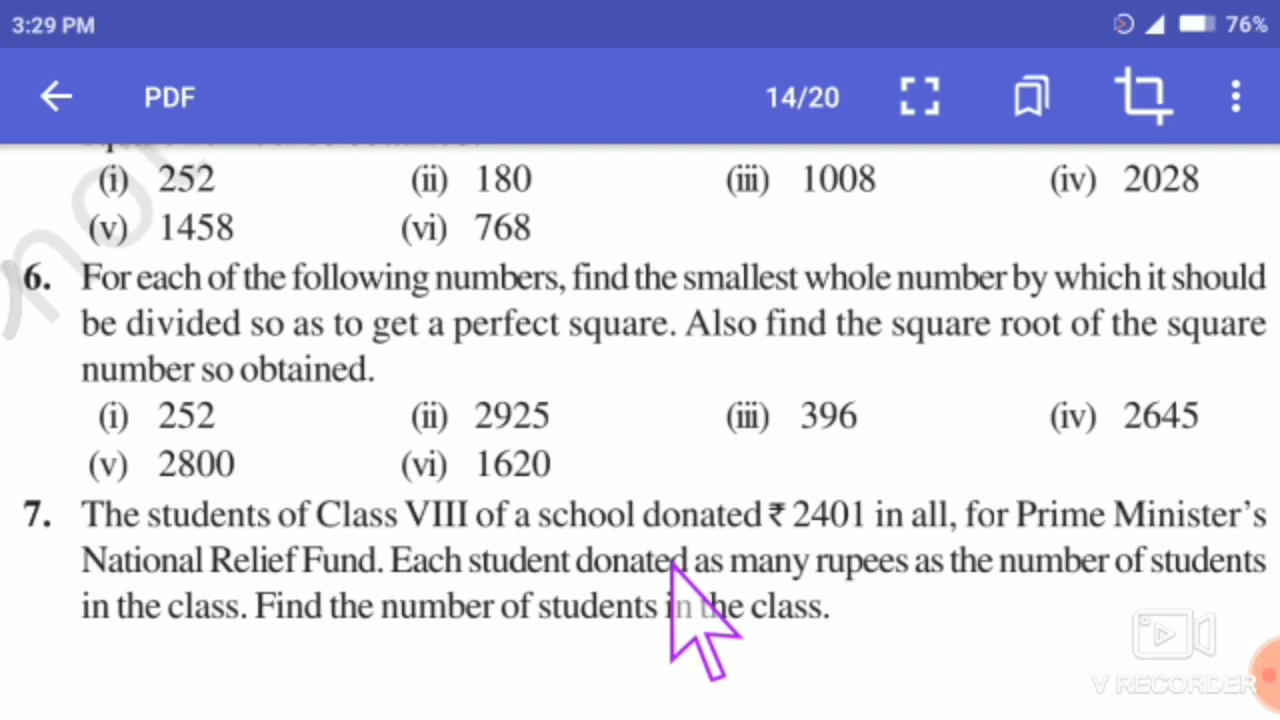 3:29 PM 76%
PDF 14/20
(i) 252 (ii) 180 (iii) 1008 (iv) 2028
(v) 1458 (vi) 768
6. For each of the following numbers, find the smallest whole number by which it should
be divided so as to get a perfect square. Also find the square root of the square
number so obtained.
(i) 252 (ii) 2925 (iii) 396 (iv) 2645
(v) 2800 (vi) 1620
7. The students of Class VIII of a school donated ₹ 2401 in all, for Prime Minister’s
National Relief Fund. Each student donated as many rupees as the number of students
in the class. Find the number of students in the class.
V RECORDER